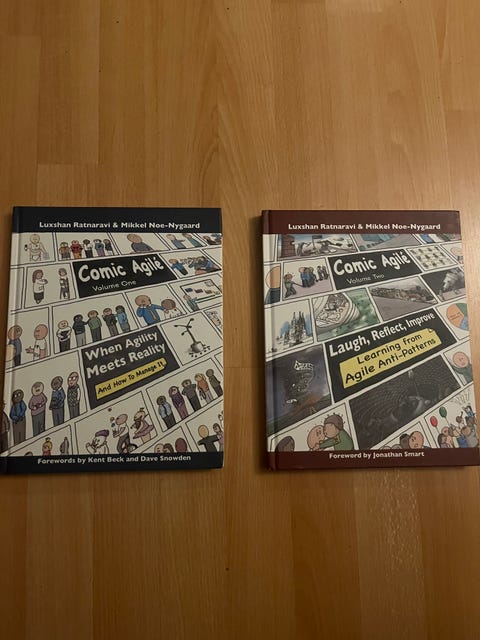 Luxshan Ratnaravi & Mikkel Noe-Nygaard
Comic Agilé
Volume One
When Agility
Meets Reality
And How To Manage It
Forewords by Kent Beck and Dave Snowden
Luxshan Ratnaravi & Mikkel Noe-Nygaard
Comic Agilé
Volume Two
Laugh, Reflect, Improve
Learning from
Agile Anti-Patterns
Foreword by Jonathan Smart